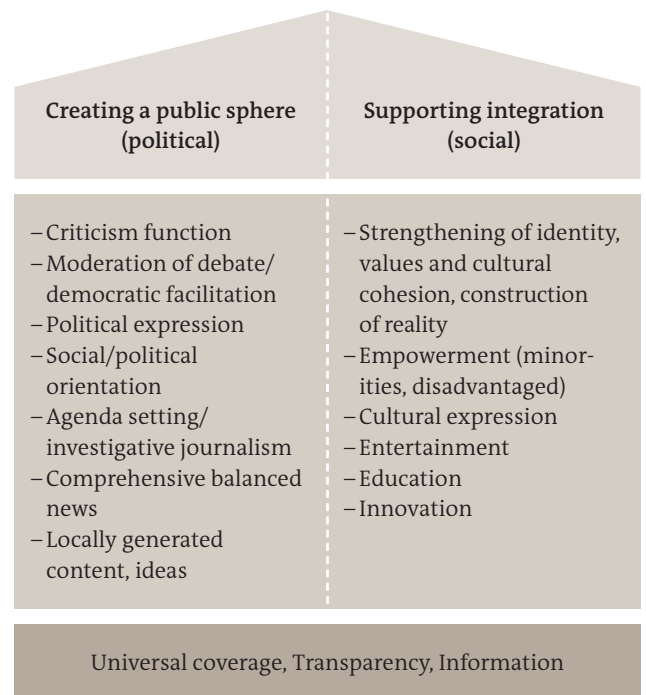 Creating a public sphere
(political)
Supporting integration
(social)
– Criticism function
– Moderation of debate/
democratic facilitation
– Political expression
– Social/political
orientation
– Agenda setting/
investigative journalism
– Comprehensive balanced
news
– Locally generated
content, ideas
– Strengthening of identity,
values and cultural
cohesion, construction
of reality
– Empowerment (minor-
ities, disadvantaged)
– Cultural expression
– Entertainment
– Education
– Innovation
Universal coverage, Transparency, Information